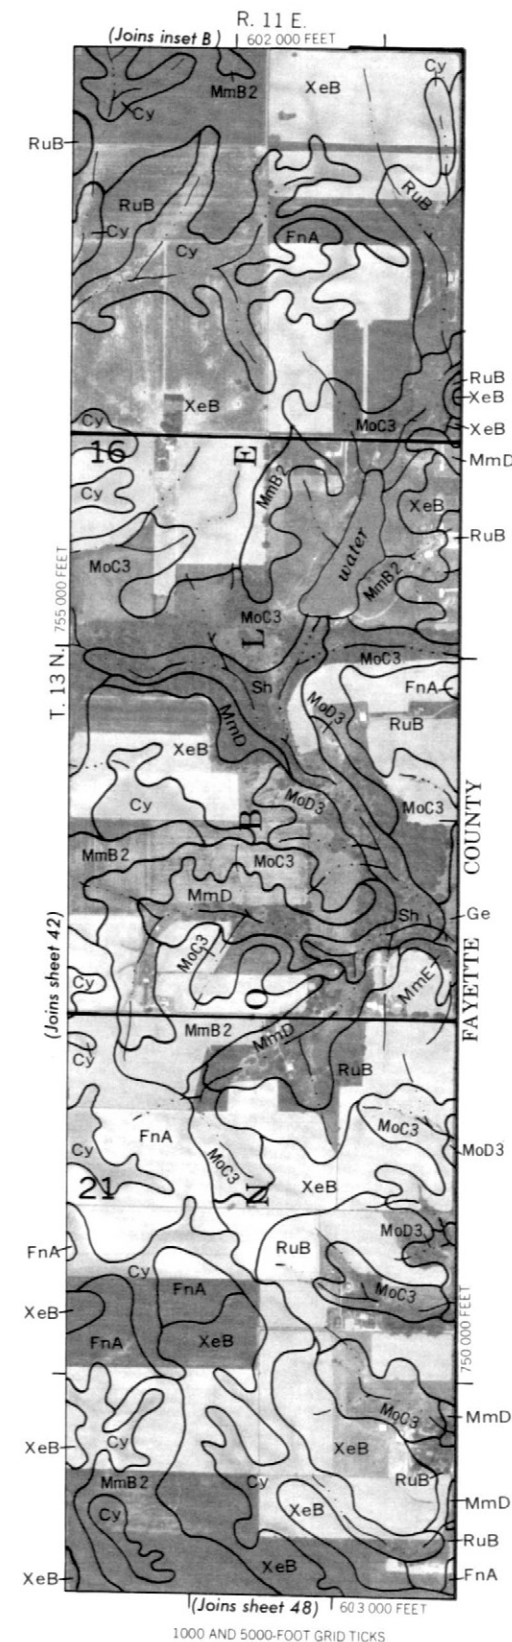 R. 11 E.
(Joins inset B)
602 000 FEET
Cy
XeB
MmB2
Cy
RuB
RuB
RuB
Cy
FnA
Cy
RuB
XeB
XeB
MoC3
Cy
XeB
16
E
MmD
Cy
MmB2
XeB
water
RuB
MoC3
MmB2
755 000 FEET
MoC3
L
MoC3
T. 13 N.
Sh
FnA
MoD3
MmD
RuB
XeB
MoD3
Cy
MoC3
B
COUNTY
MmB2
MoC3
MmD
Sh
Ge
MoC3
FAYETTE
(Joins sheet 42)
Cy
MmE
O
MmB2
MmD
Cy
RuB
MoC3
FnA
MoD3
Cy
MoC3
21
XeB
N
MoD3
RuB
FnA
Cy
FnA
MoC3
XeB
750 000 FEET
FnA
XeB
MoC3
MmD
Cy
XeB
XeB
RuB
MmB2
Cy
MmD
XeB
Cy
RuB
XeB
XeB
FnA
(Joins sheet 48)
603 000 FEET
1000 AND 5000-FOOT GRID TICKS